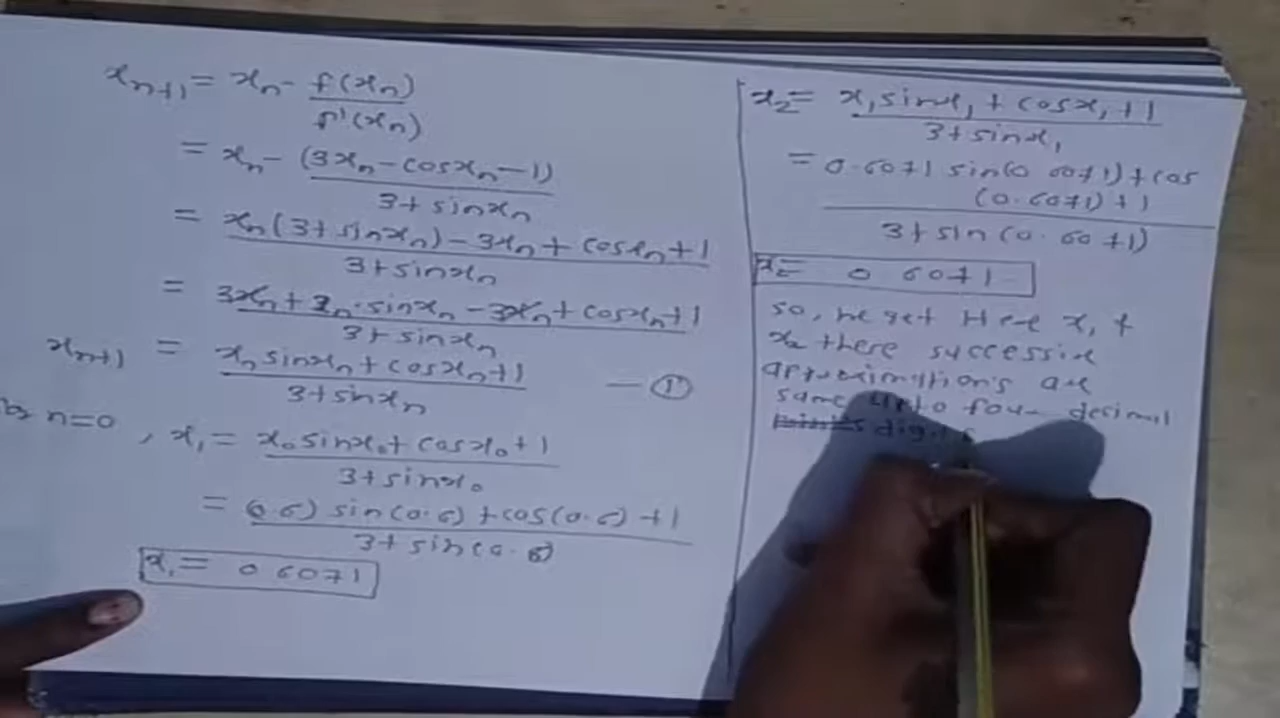 xn+1 = xn - f(xn)
f'(xn)
= xn - (3xn - cosxn - 1)
3 + sinxn
= xn(3 + sinxn) - 3xn + cosxn + 1
3 + sinxn
= 3xn + xn·sinxn - 3xn + cosxn + 1
3 + sinxn
xn+1 = xn sinxn + cosxn + 1 — ①
3 + sinxn
n=0, x1 = x0 sinx0 + cosx0 + 1
3 + sinx0
= (0.6) sin(0.6) + cos(0.6) + 1
3 + sin(0.6)
x1 = 0.6071
x2 = x1 sinx1 + cosx1 + 1
3 + sinx1
= 0.6071 sin(0.6071) + cos
(0.6071) + 1
3 + sin(0.6071)
x2 = 0.6071
so, we get Here x1 &
x2 these successive
approximations are
same upto four desimal
digits